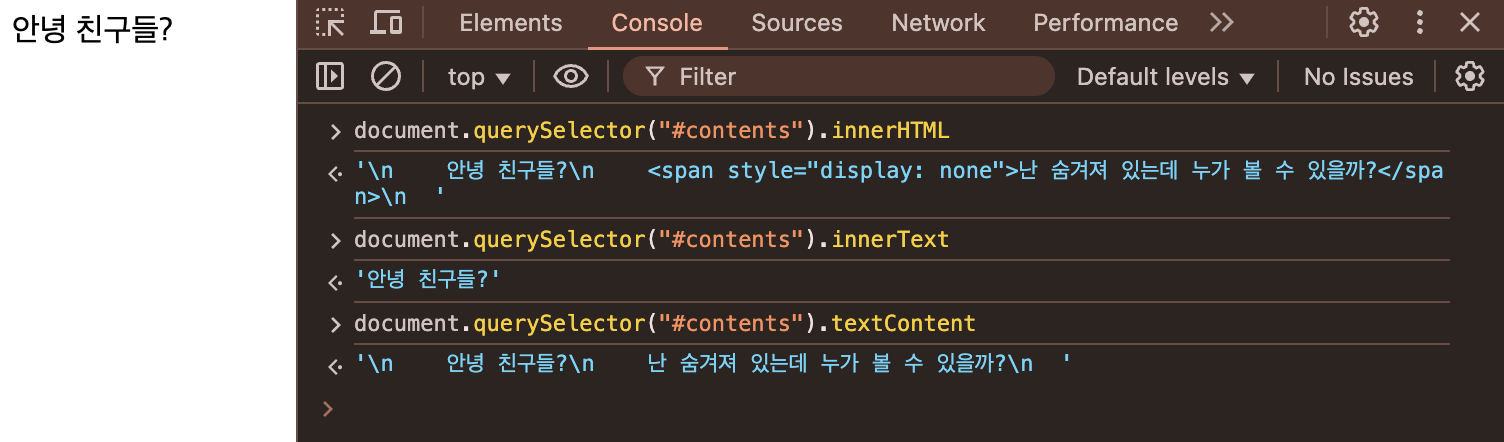 안녕 친구들?
Elements Console Sources Network Performance
top Filter Default levels No Issues
document.querySelector("#contents").innerHTML
'\n    안녕 친구들?\n    <span style="display: none">난 숨겨져 있는데 누가 볼 수 있을까?</spa
n>\n  '
document.querySelector("#contents").innerText
'안녕 친구들?'
document.querySelector("#contents").textContent
'\n    안녕 친구들?\n    난 숨겨져 있는데 누가 볼 수 있을까?\n  '